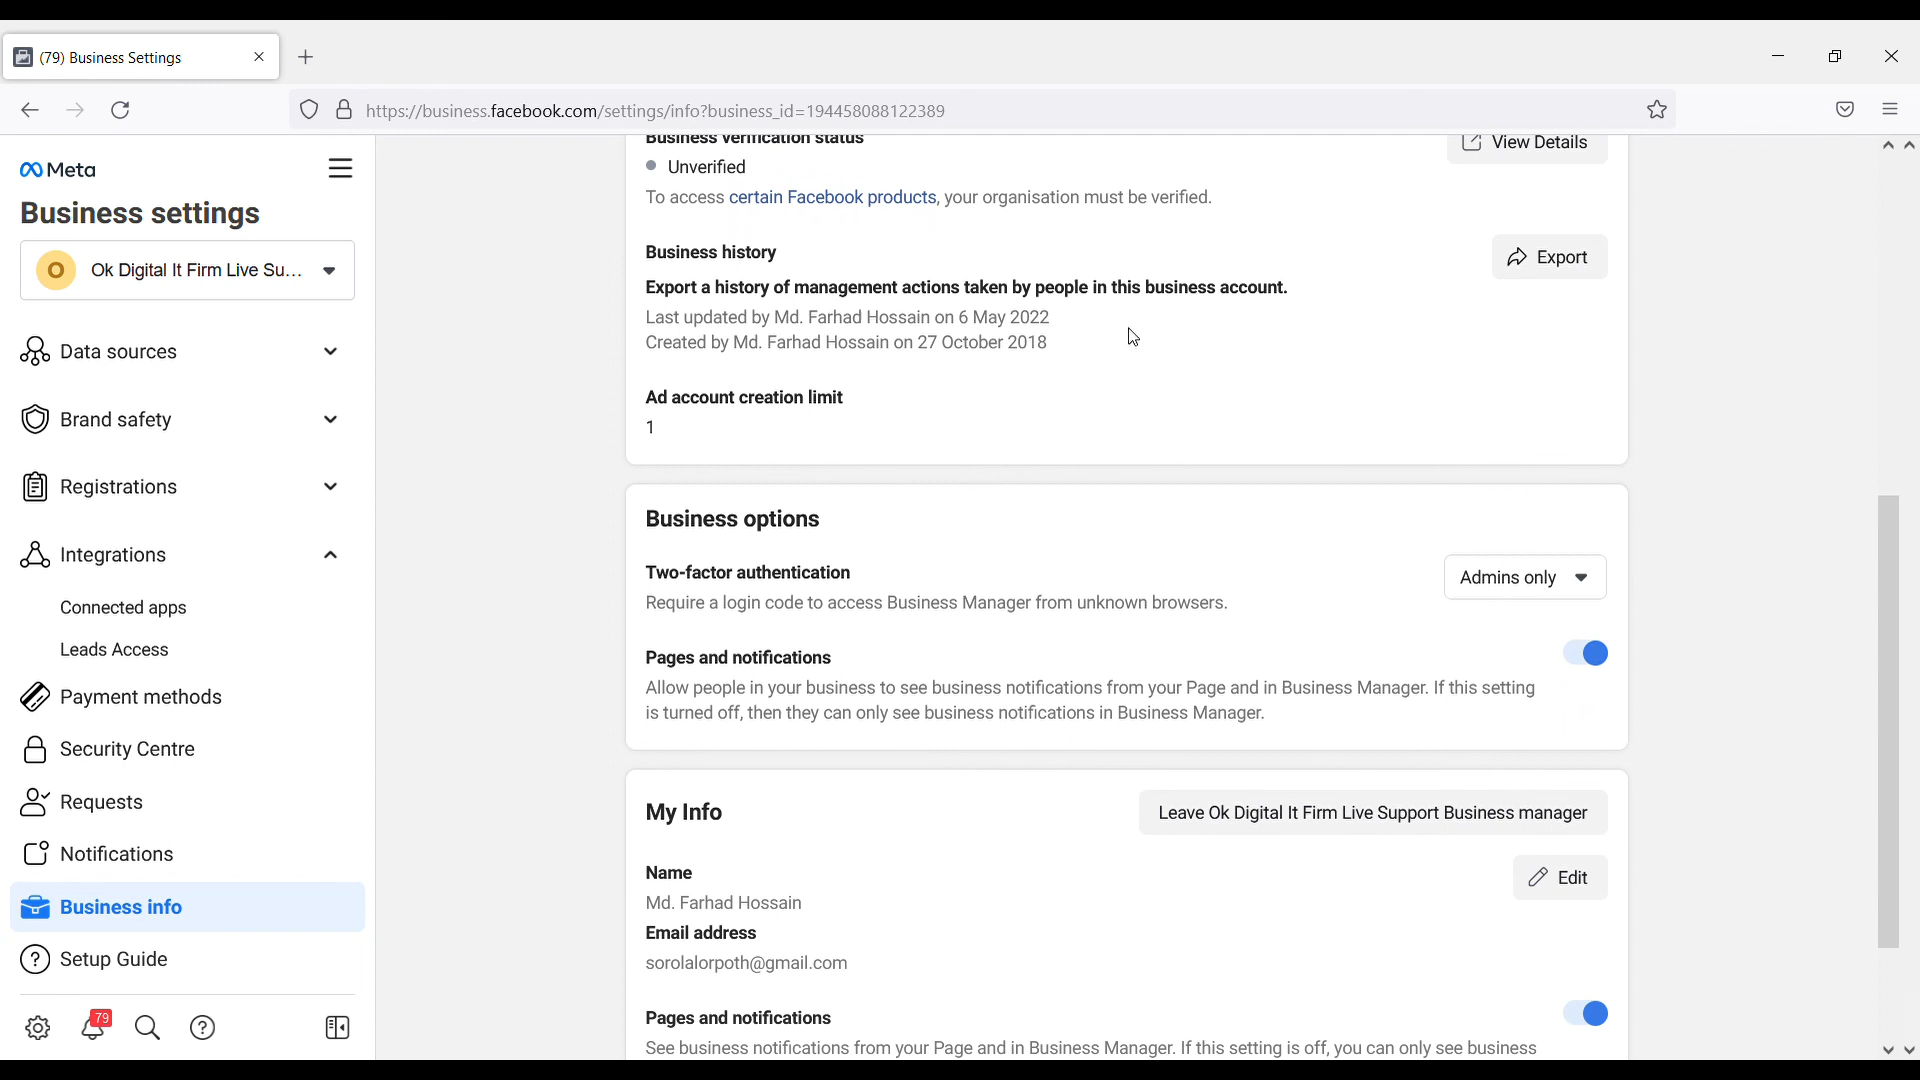 (79) Business Settings
https://business.facebook.com/settings/info?business_id=194458088122389
Meta
Business settings
O
Ok Digital It Firm Live Su...
Data sources
Brand safety
Registrations
Integrations
Connected apps
Leads Access
Payment methods
Security Centre
Requests
Notifications
Business info
Setup Guide
79
Business verification status
View Details
Unverified
To access certain Facebook products, your organisation must be verified.
Business history
Export
Export a history of management actions taken by people in this business account.
Last updated by Md. Farhad Hossain on 6 May 2022
Created by Md. Farhad Hossain on 27 October 2018
Ad account creation limit
1
Business options
Two-factor authentication
Admins only
Require a login code to access Business Manager from unknown browsers.
Pages and notifications
Allow people in your business to see business notifications from your Page and in Business Manager. If this setting
is turned off, then they can only see business notifications in Business Manager.
My Info
Leave Ok Digital It Firm Live Support Business manager
Name
Edit
Md. Farhad Hossain
Email address
sorolalorpoth@gmail.com
Pages and notifications
See business notifications from your Page and in Business Manager. If this setting is off, you can only see business